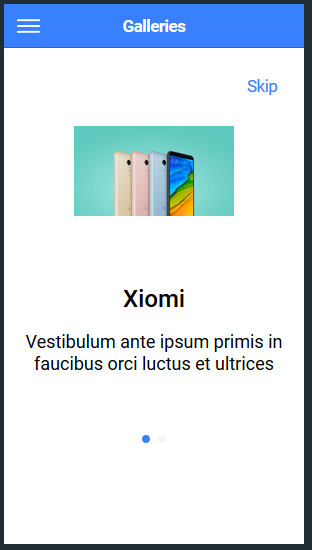 Galleries
Skip
Xiomi
Vestibulum ante ipsum primis in
faucibus orci luctus et ultrices